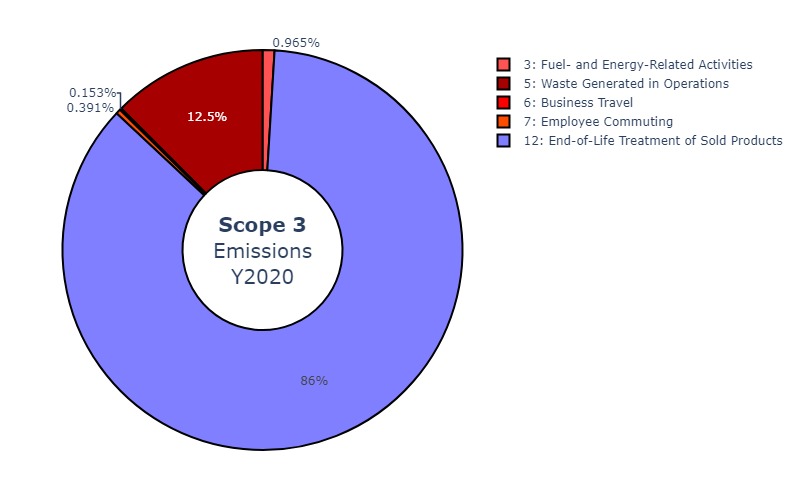 0.965%
0.153%
0.391%
12.5%
Scope 3
Emissions
Y2020
86%
3: Fuel- and Energy-Related Activities
5: Waste Generated in Operations
6: Business Travel
7: Employee Commuting
12: End-of-Life Treatment of Sold Products